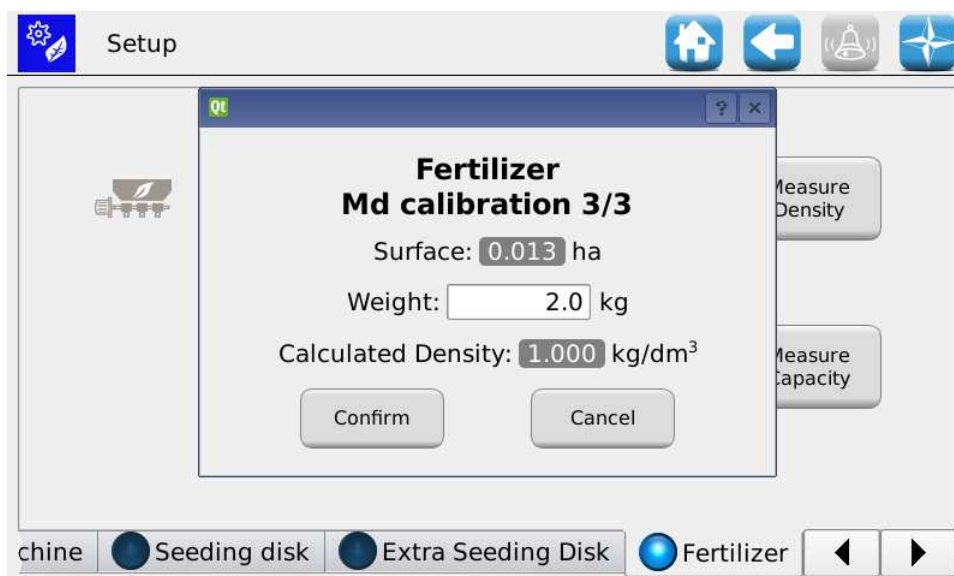 Setup
Qt
?
×
Fertilizer
Md calibration 3/3
Surface: 0.013 ha
Weight: 2.0 kg
Calculated Density: 1.000 kg/dm³
Confirm
Cancel
Measure
Density
Measure
Capacity
chine
Seeding disk
Extra Seeding Disk
Fertilizer